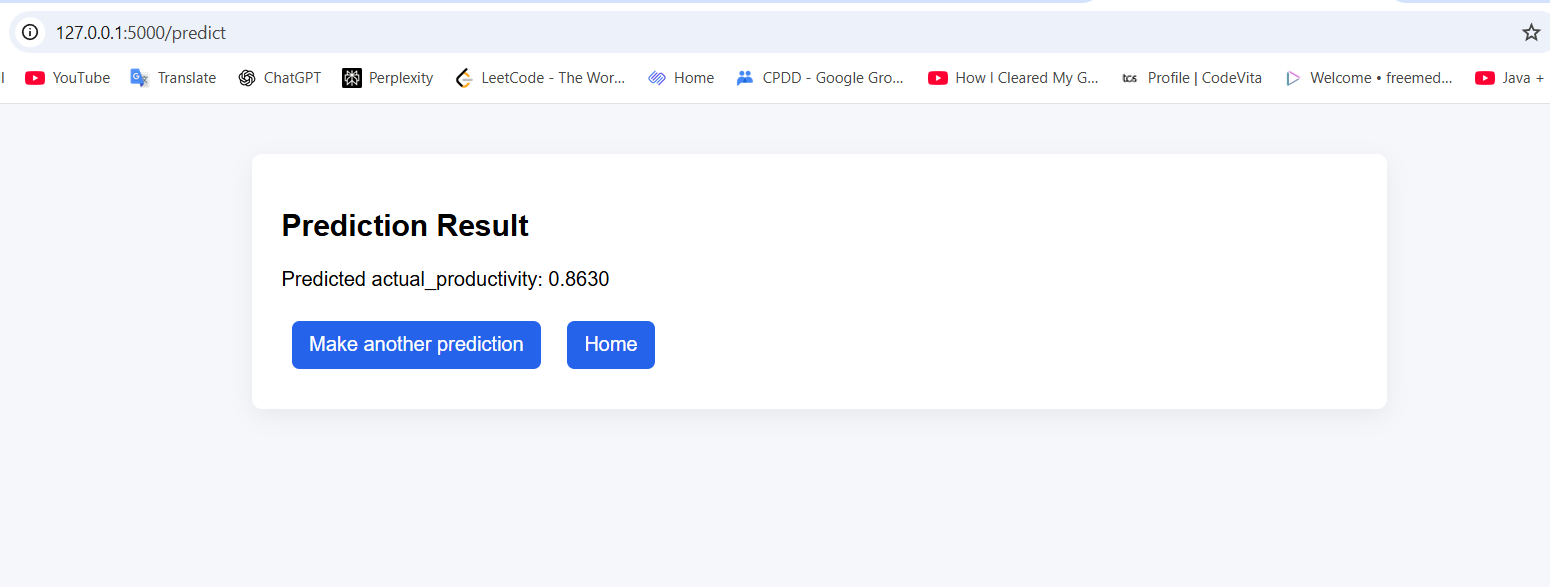 127.0.0.1:5000/predict
YouTube Translate ChatGPT Perplexity LeetCode - The Wor... Home CPDD - Google Gro... How I Cleared My G... tcs Profile | CodeVita Welcome • freemed... Java +
Prediction Result
Predicted actual_productivity: 0.8630
Make another prediction Home